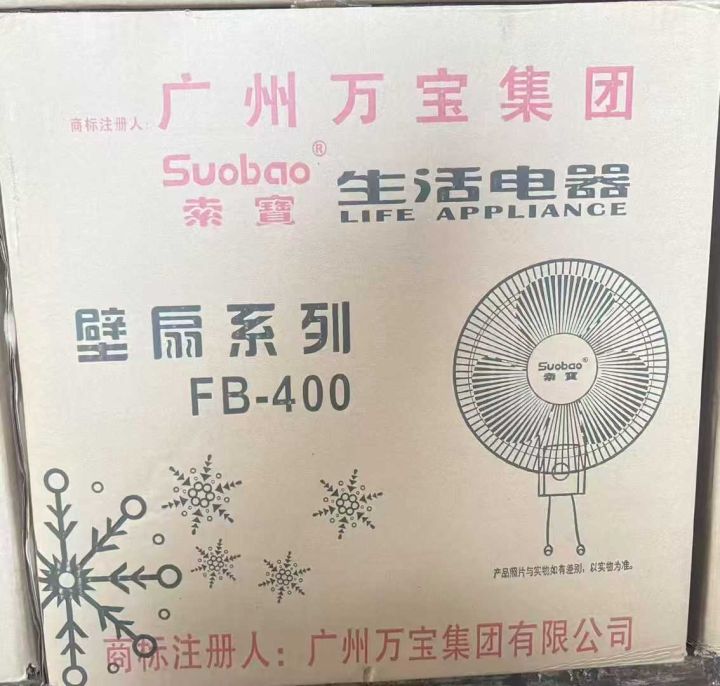 商标注册人:广州万宝集团
Suobao®
索寶
生活电器
LIFE APPLIANCE
壁扇系列
FB-400
Suobao®
索寶
产品照片与实物如有差别，以实物为准。
商标注册人：广州万宝集团有限公司